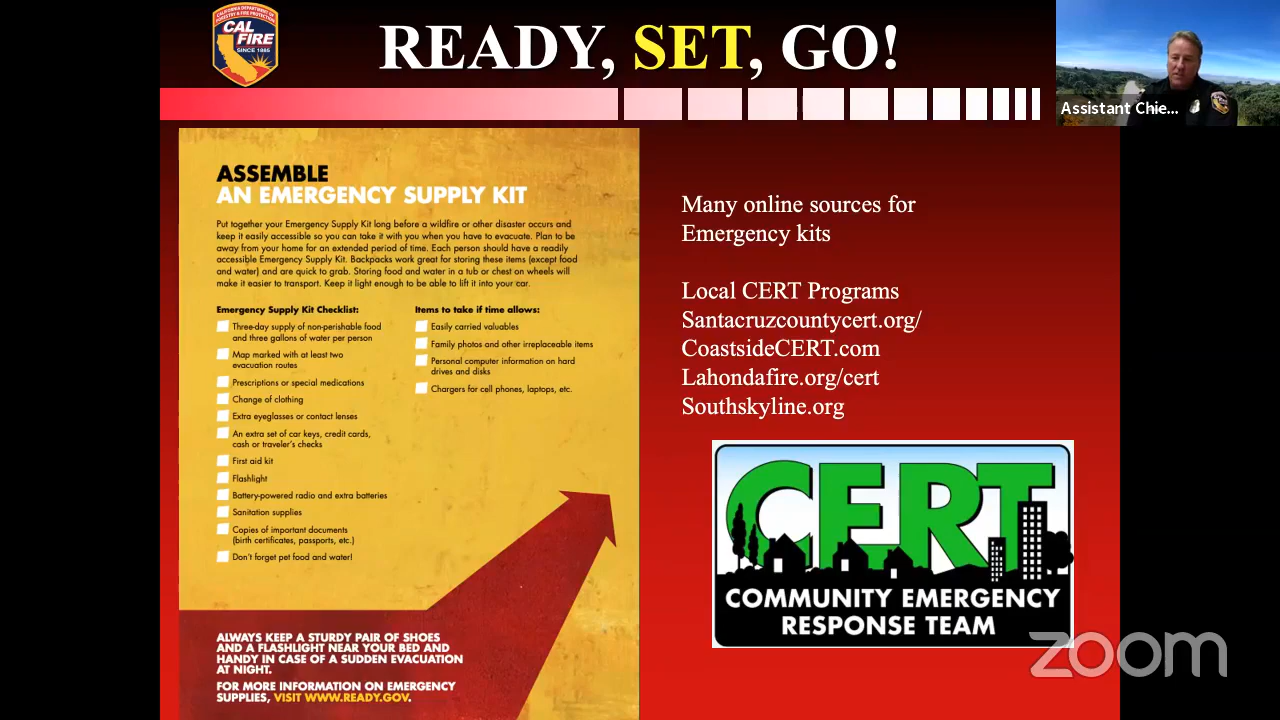 CALIFORNIA DEPARTMENT OF
FORESTRY & FIRE PROTECTION
CAL
FIRE
SINCE 1885
READY, SET, GO!
Assistant Chie...
ASSEMBLE
AN EMERGENCY SUPPLY KIT
Put together your Emergency Supply Kit long before a wildfire or other disaster occurs and
keep it easily accessible so you can take it with you when you have to evacuate. Plan to be
away from your home for an extended period of time. Each person should have a readily
accessible Emergency Supply Kit. Backpacks work great for storing these items (except food
and water) and are quick to grab. Storing food and water in a tub or chest on wheels will
make it easier to transport. Keep it light enough to be able to lift it into your car.
Emergency Supply Kit Checklist:
Three-day supply of non-perishable food
and three gallons of water per person
Map marked with at least two
evacuation routes
Prescriptions or special medications
Change of clothing
Extra eyeglasses or contact lenses
An extra set of car keys, credit cards,
cash or traveler's checks
First aid kit
Flashlight
Battery-powered radio and extra batteries
Sanitation supplies
Copies of important documents
(birth certificates, passports, etc.)
Don't forget pet food and water!
Items to take if time allows:
Easily carried valuables
Family photos and other irreplaceable items
Personal computer information on hard
drives and disks
Chargers for cell phones, laptops, etc.
ALWAYS KEEP A STURDY PAIR OF SHOES
AND A FLASHLIGHT NEAR YOUR BED AND
HANDY IN CASE OF A SUDDEN EVACUATION
AT NIGHT.
FOR MORE INFORMATION ON EMERGENCY
SUPPLIES, VISIT WWW.READY.GOV.
Many online sources for
Emergency kits
Local CERT Programs
Santacruzcountycert.org/
CoastsideCERT.com
Lahondafire.org/cert
Southskyline.org
CERT
COMMUNITY EMERGENCY
RESPONSE TEAM
zoom